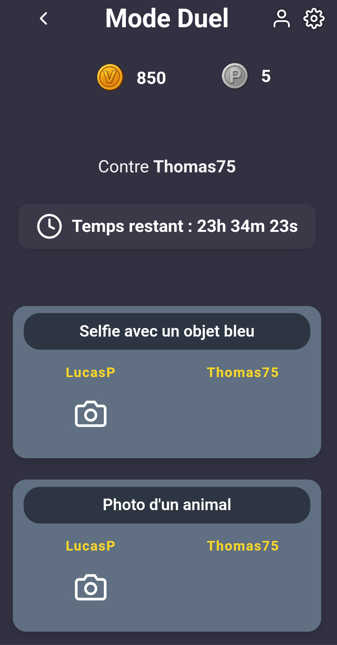 Mode Duel
V 850 P 5
Contre Thomas75
Temps restant : 23h 34m 23s
Selfie avec un objet bleu
LucasP Thomas75
Photo d'un animal
LucasP Thomas75